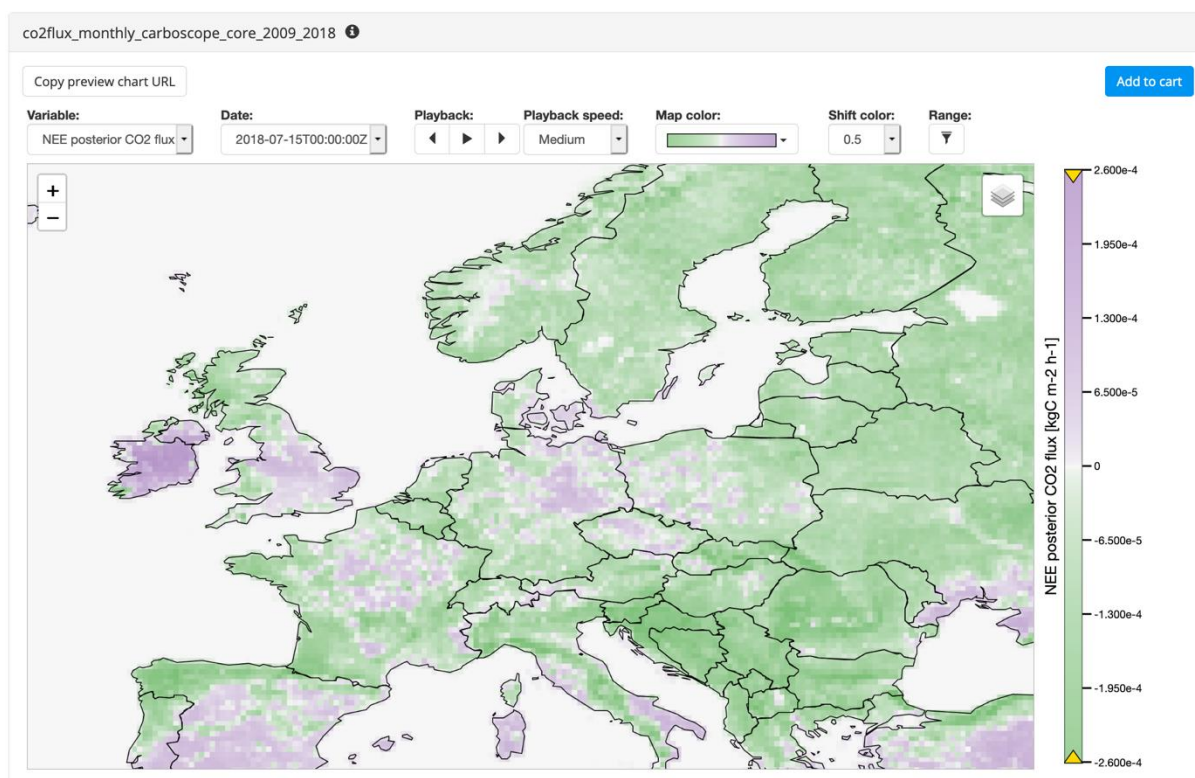 co2flux_monthly_carboscope_core_2009_2018
Copy preview chart URL
Add to cart
Variable:
Date:
Playback:
Playback speed:
Map color:
Shift color:
Range:
NEE posterior CO2 flux
2018-07-15T00:00:00Z
Medium
0.5
+
−
2.600e-4
1.950e-4
1.300e-4
6.500e-5
0
-6.500e-5
-1.300e-4
-1.950e-4
-2.600e-4
NEE posterior CO2 flux [kgC m-2 h-1]